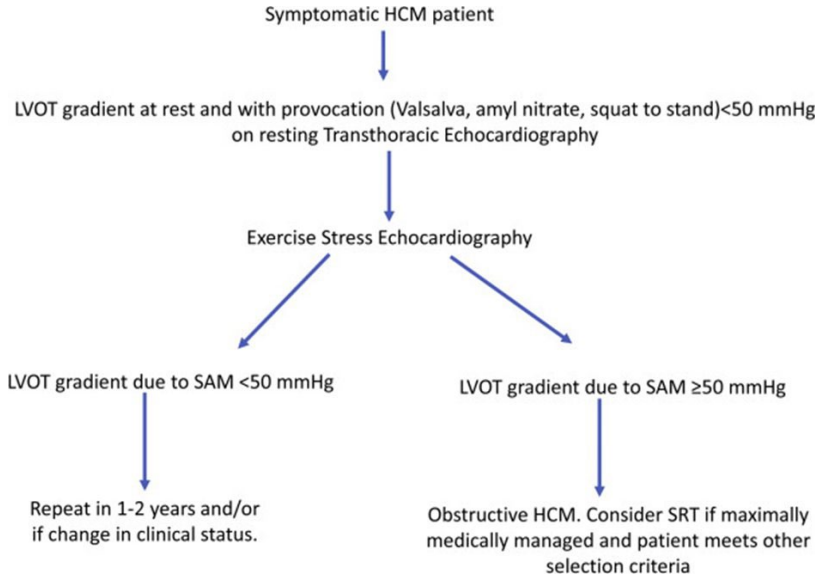 Symptomatic HCM patient
LVOT gradient at rest and with provocation (Valsalva, amyl nitrate, squat to stand)<50 mmHg
on resting Transthoracic Echocardiography
Exercise Stress Echocardiography
LVOT gradient due to SAM <50 mmHg
LVOT gradient due to SAM ≥50 mmHg
Repeat in 1-2 years and/or
if change in clinical status.
Obstructive HCM. Consider SRT if maximally
medically managed and patient meets other
selection criteria